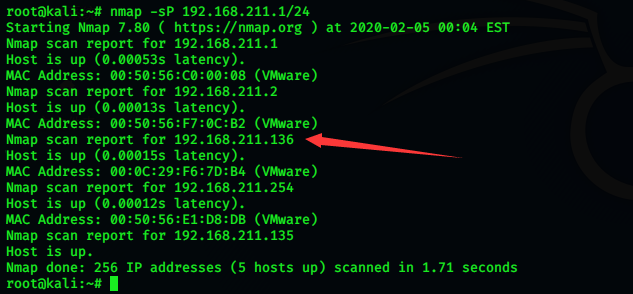 root@kali:~# nmap -sP 192.168.211.1/24
Starting Nmap 7.80 ( https://nmap.org ) at 2020-02-05 00:04 EST
Nmap scan report for 192.168.211.1
Host is up (0.00053s latency).
MAC Address: 00:50:56:C0:00:08 (VMware)
Nmap scan report for 192.168.211.2
Host is up (0.00013s latency).
MAC Address: 00:50:56:F7:0C:B2 (VMware)
Nmap scan report for 192.168.211.136
Host is up (0.00015s latency).
MAC Address: 00:0C:29:F6:7D:B4 (VMware)
Nmap scan report for 192.168.211.254
Host is up (0.00012s latency).
MAC Address: 00:50:56:E1:D8:DB (VMware)
Nmap scan report for 192.168.211.135
Host is up.
Nmap done: 256 IP addresses (5 hosts up) scanned in 1.71 seconds
root@kali:~#